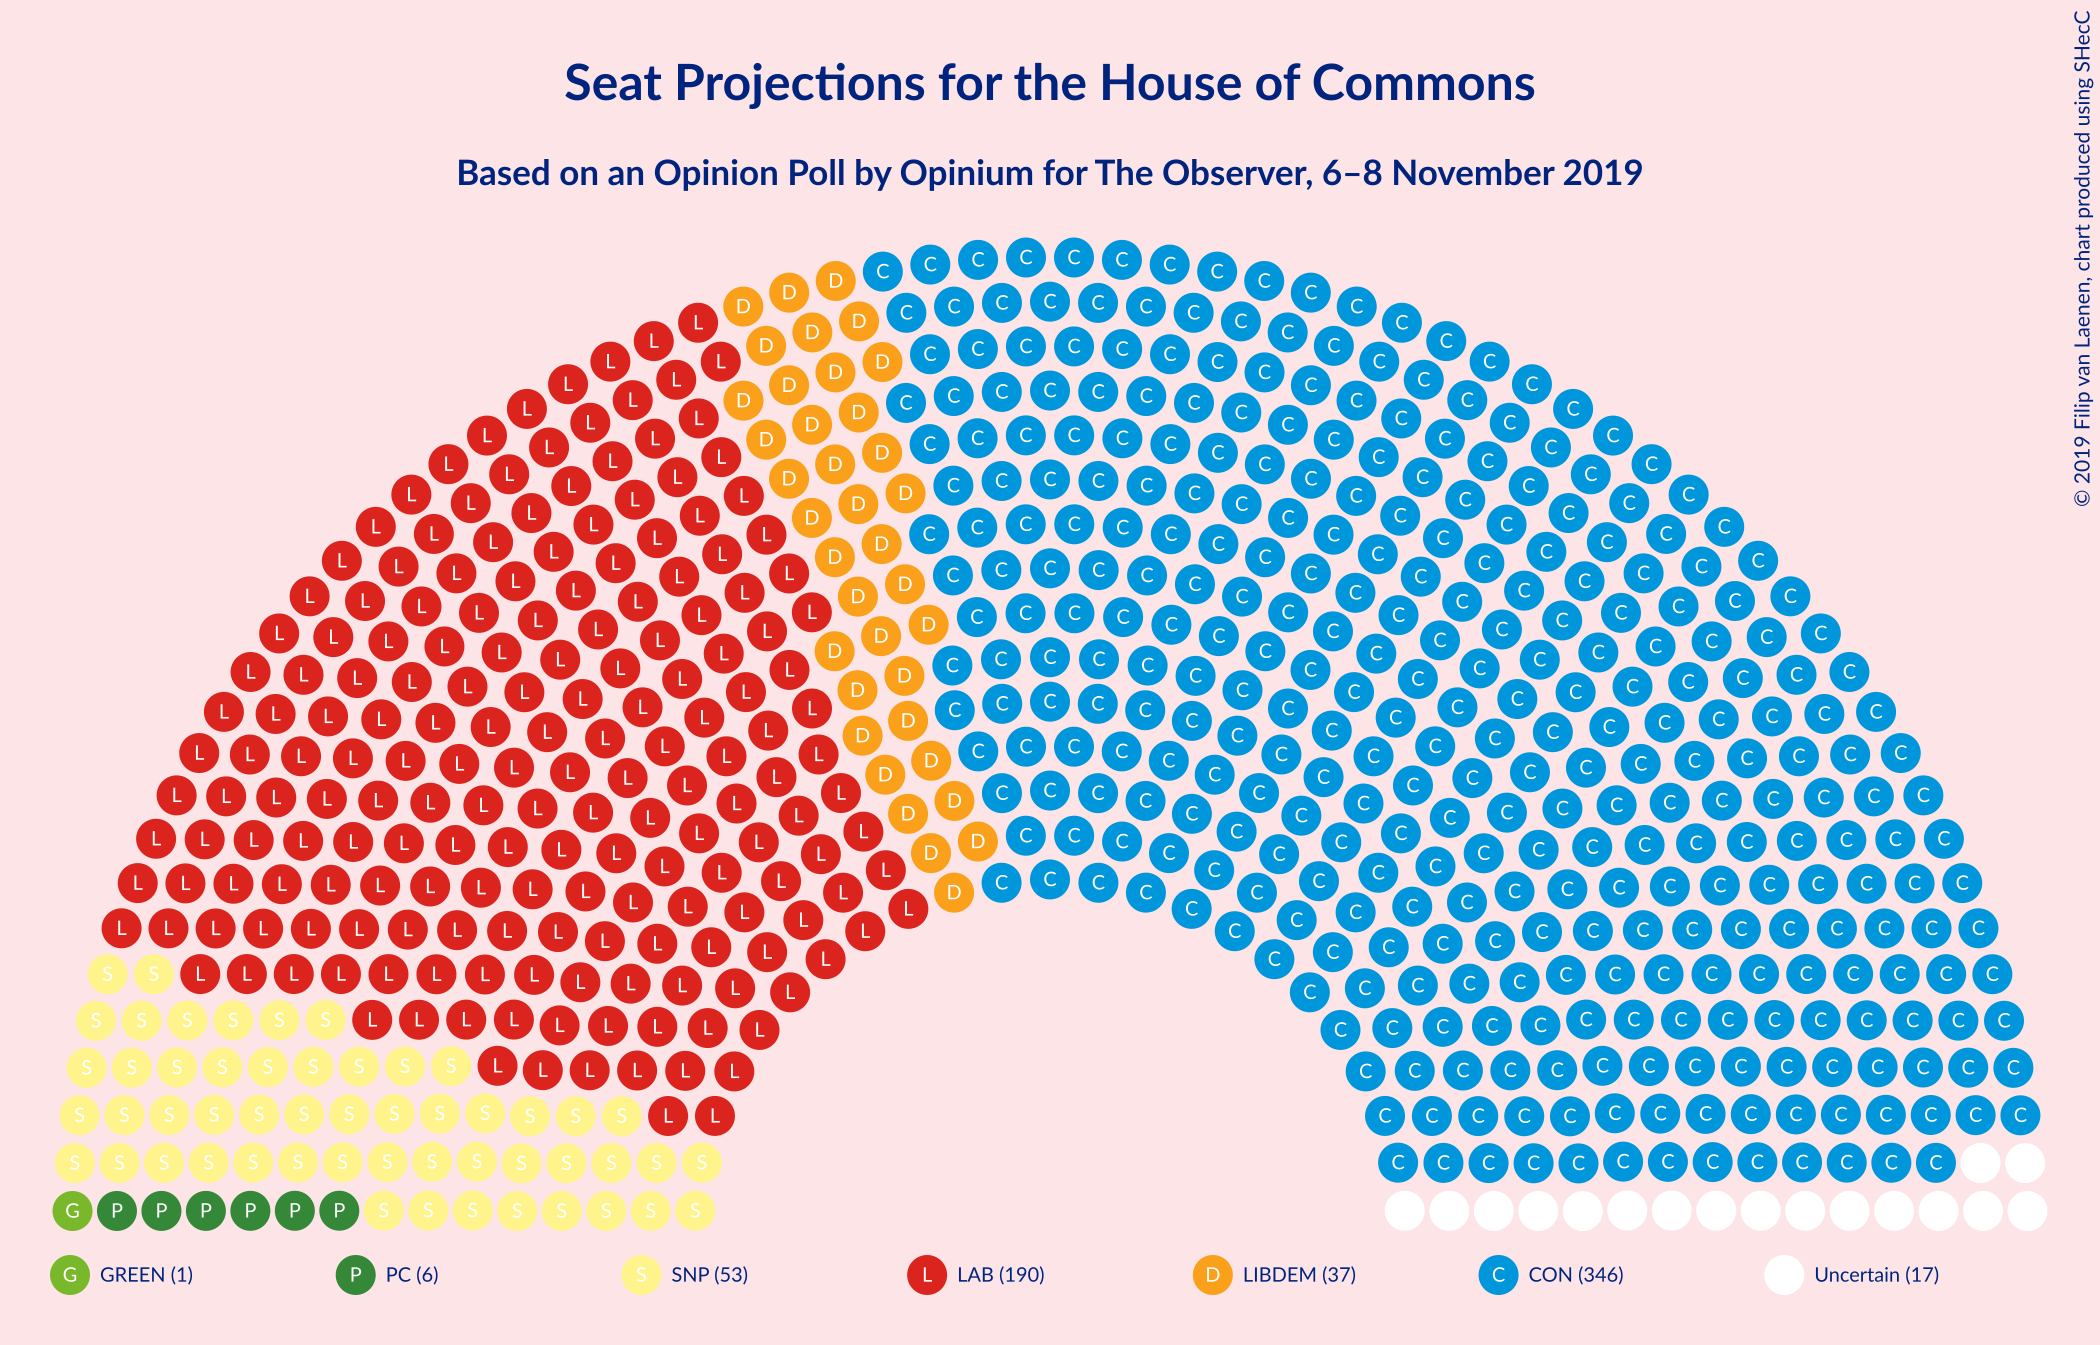 Seat Projections for the House of Commons
Based on an Opinion Poll by Opinium for The Observer, 6–8 November 2019
© 2019 Filip van Laenen, chart produced using SHecC
G GREEN (1)
P PC (6)
S SNP (53)
L LAB (190)
D LIBDEM (37)
C CON (346)
Uncertain (17)